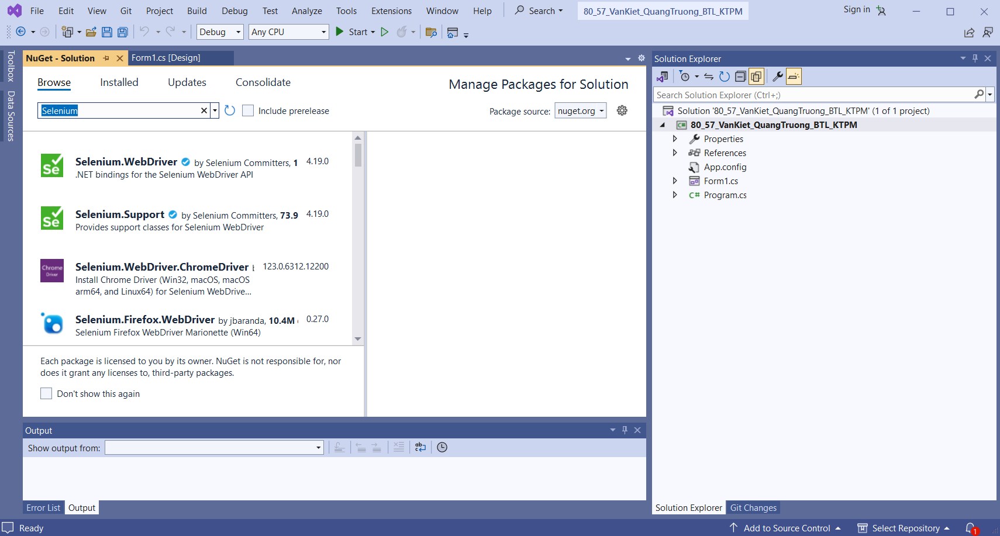 File Edit View Git Project Build Debug Test Analyze Tools Extensions Window Help Search 80_57_VanKiet_QuangTruong_BTL_KTPM Sign in
Debug Any CPU Start
Toolbox
Data Sources
NuGet - Solution Form1.cs [Design]
Browse Installed Updates Consolidate Manage Packages for Solution
Selenium Include prerelease Package source: nuget.org
Selenium.WebDriver by Selenium Committers, 1 4.19.0
.NET bindings for the Selenium WebDriver API
Se
Selenium.Support by Selenium Committers, 73.9 4.19.0
Provides support classes for Selenium WebDriver
Se
Selenium.WebDriver.ChromeDriver 123.0.6312.12200
Chrome
Driver
Install Chrome Driver (Win32, macOS, macOS
arm64, and Linux64) for Selenium WebDrive...
Selenium.Firefox.WebDriver by jbaranda, 10.4M 0.27.0
Selenium Firefox WebDriver Marionette (Win64)
Each package is licensed to you by its owner. NuGet is not responsible for, nor
does it grant any licenses to, third-party packages.
Don't show this again
Output
Show output from:
Error List Output
Solution Explorer
Search Solution Explorer (Ctrl+;)
Solution '80_57_VanKiet_QuangTruong_BTL_KTPM' (1 of 1 project)
C# 80_57_VanKiet_QuangTruong_BTL_KTPM
Properties
References
App.config
Form1.cs
C# Program.cs
Solution Explorer Git Changes
Ready Add to Source Control Select Repository 1